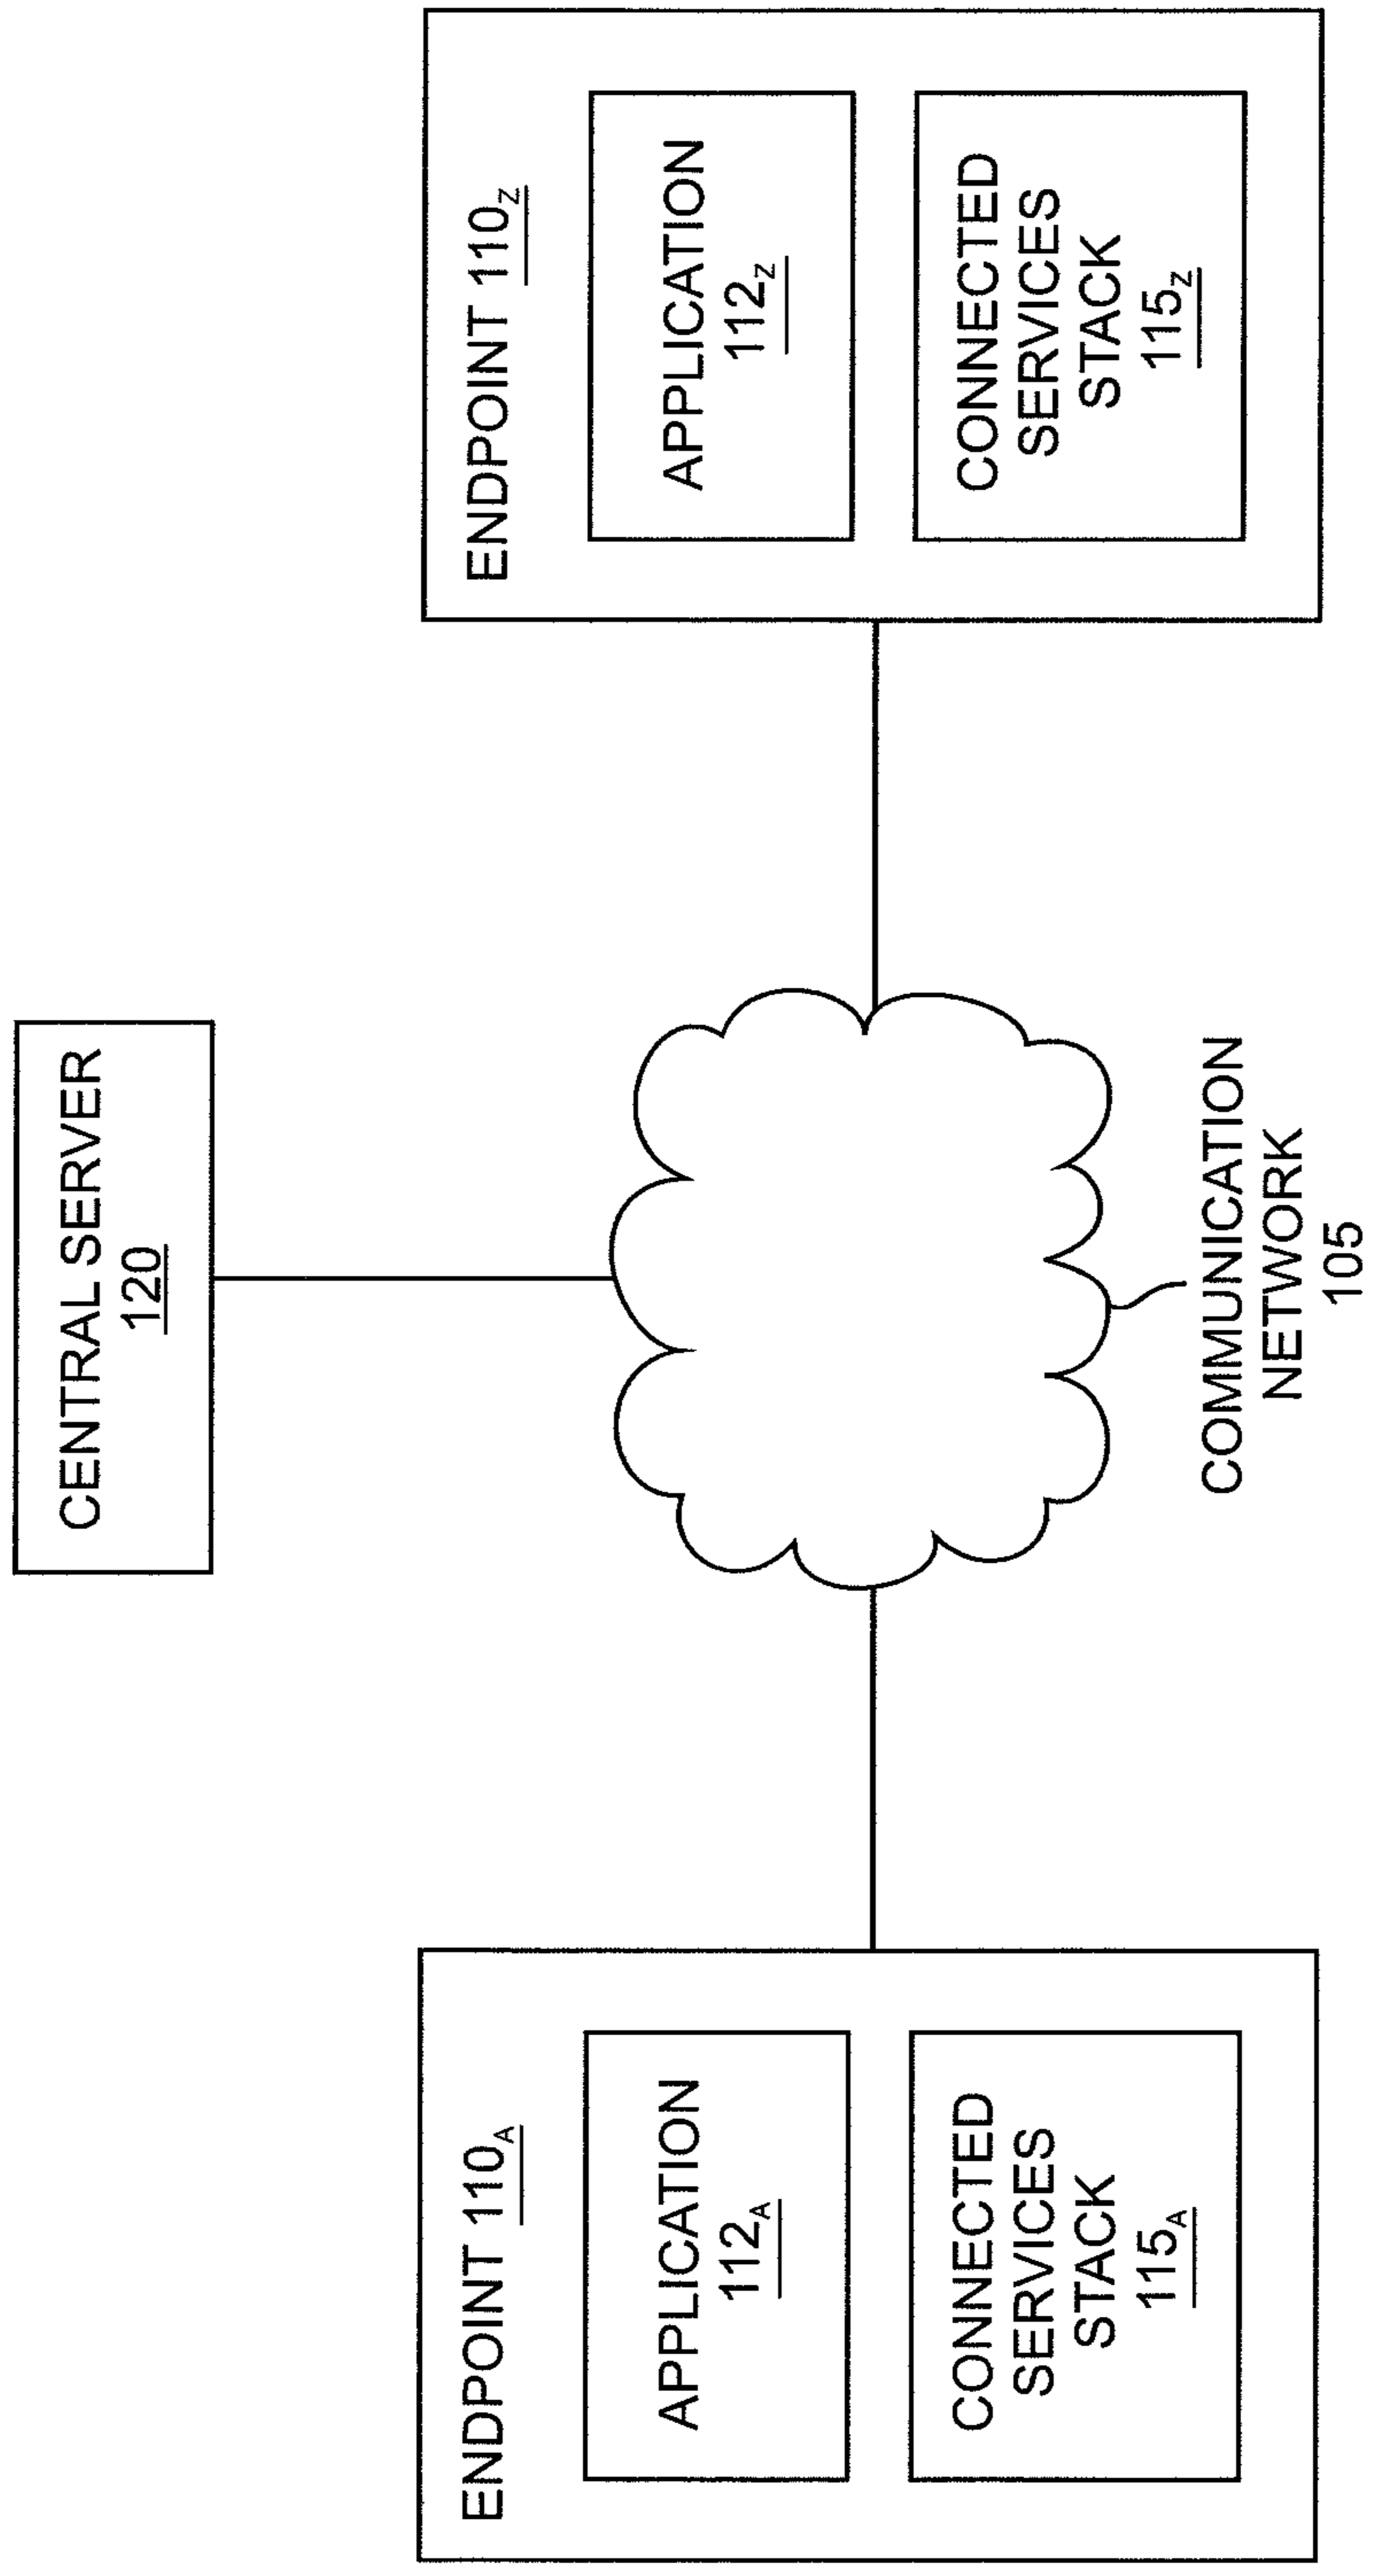 CENTRAL SERVER
120
ENDPOINT 110A
APPLICATION
112A
CONNECTED
SERVICES
STACK
115A
ENDPOINT 110Z
APPLICATION
112Z
CONNECTED
SERVICES
STACK
115Z
COMMUNICATION
NETWORK
105